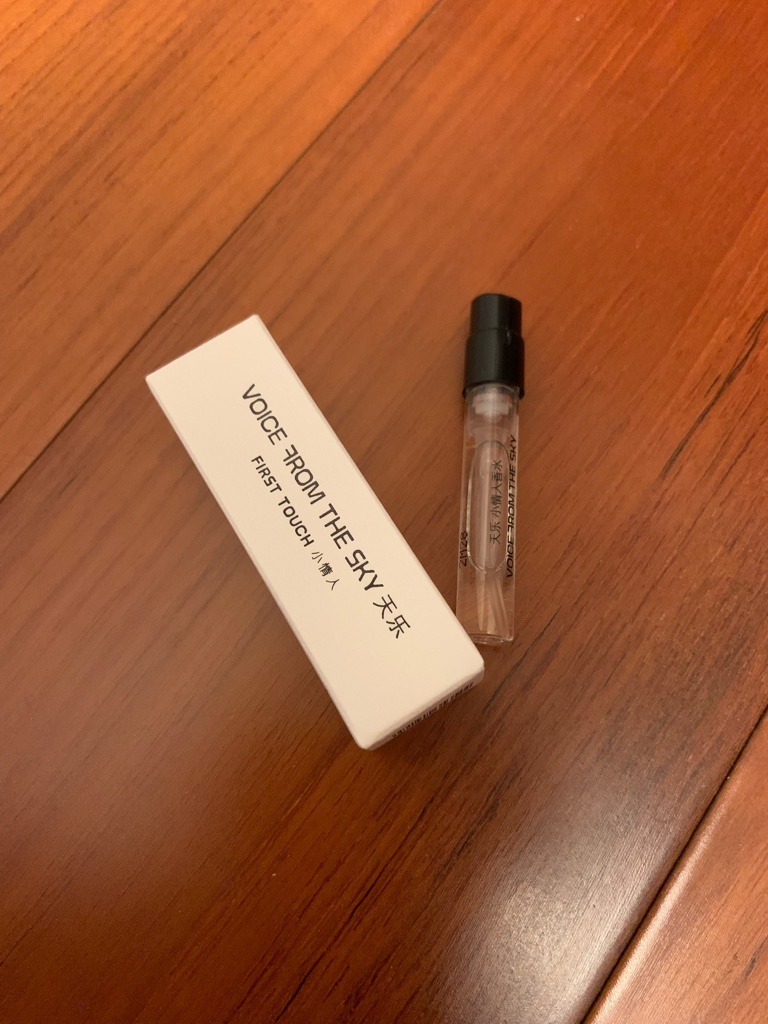 VOICE FROM THE SKY 天乐
FIRST TOUCH 小情人
天乐 小情人香水
VOICE FROM THE SKY